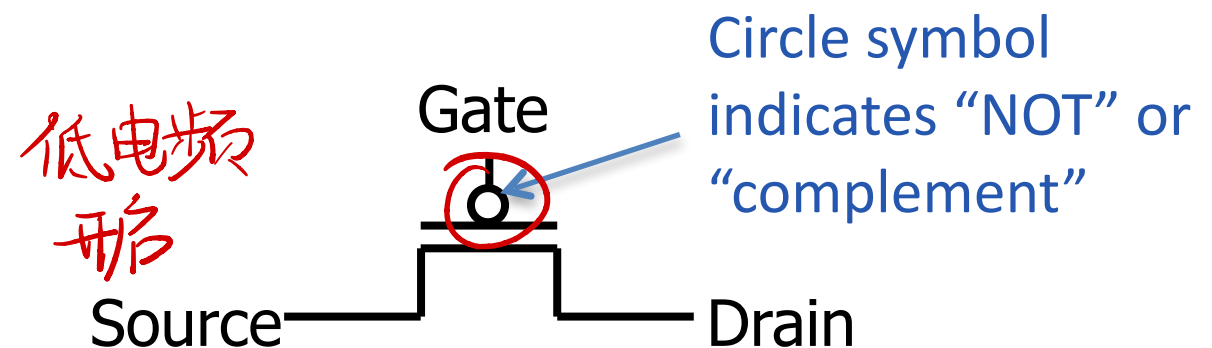 Circle symbol
indicates “NOT” or
“complement”
Gate
低电频
开启
Source
Drain